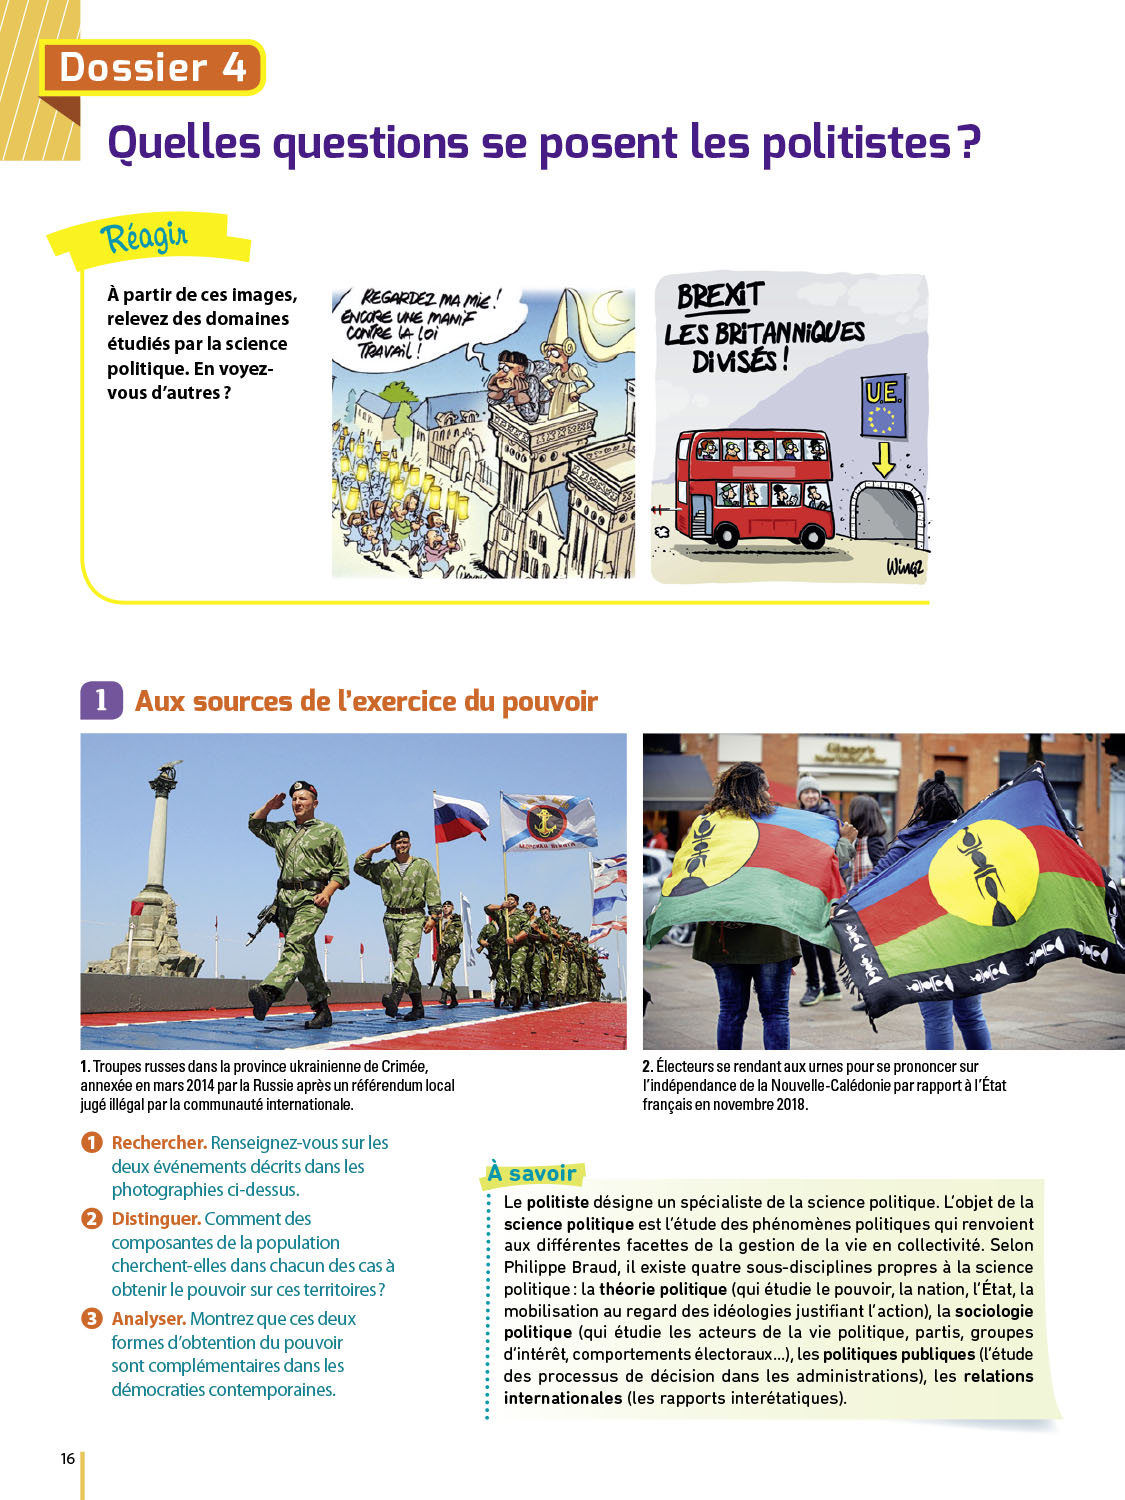 Dossier 4
Quelles questions se posent les politistes ?
Réagir
À partir de ces images,
relevez des domaines
étudiés par la science
politique. En voyez-
vous d'autres ?
REGARDEZ MA MIE !
ENCORE UNE MANIF
CONTRE LA LOI
TRAVAIL !
BREXIT
LES BRITANNIQUES
DIVISÉS !
U.E.
Wingz
1 Aux sources de l'exercice du pouvoir
Ginger's
1. Troupes russes dans la province ukrainienne de Crimée,
annexée en mars 2014 par la Russie après un référendum local
jugé illégal par la communauté internationale.
2. Électeurs se rendant aux urnes pour se prononcer sur
l'indépendance de la Nouvelle-Calédonie par rapport à l'État
français en novembre 2018.
1 Rechercher. Renseignez-vous sur les
deux événements décrits dans les
photographies ci-dessus.
2 Distinguer. Comment des
composantes de la population
cherchent-elles dans chacun des cas à
obtenir le pouvoir sur ces territoires ?
3 Analyser. Montrez que ces deux
formes d'obtention du pouvoir
sont complémentaires dans les
démocraties contemporaines.
À savoir
Le politiste désigne un spécialiste de la science politique. L'objet de la
science politique est l'étude des phénomènes politiques qui renvoient
aux différentes facettes de la gestion de la vie en collectivité. Selon
Philippe Braud, il existe quatre sous-disciplines propres à la science
politique : la théorie politique (qui étudie le pouvoir, la nation, l'État, la
mobilisation au regard des idéologies justifiant l'action), la sociologie
politique (qui étudie les acteurs de la vie politique, partis, groupes
d'intérêt, comportements électoraux...), les politiques publiques (l'étude
des processus de décision dans les administrations), les relations
internationales (les rapports interétatiques).
16